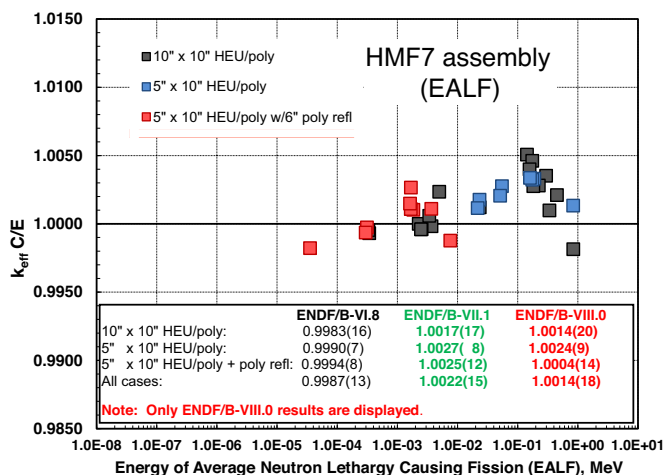 HMF7 assembly
(EALF)
10" x 10" HEU/poly
5" x 10" HEU/poly
5" x 10" HEU/poly w/6" poly refl
keff C/E
1.0150
1.0100
1.0050
1.0000
0.9950
0.9900
0.9850
ENDF/B-VI.8 ENDF/B-VII.1 ENDF/B-VIII.0
10" x 10" HEU/poly: 0.9983(16) 1.0017(17) 1.0014(20)
5" x 10" HEU/poly: 0.9990(7) 1.0027( 8) 1.0024(9)
5" x 10" HEU/poly + poly refl: 0.9994(8) 1.0025(12) 1.0004(14)
All cases: 0.9987(13) 1.0022(15) 1.0014(18)
Note: Only ENDF/B-VIII.0 results are displayed.
1.0E-08 1.0E-07 1.0E-06 1.0E-05 1.0E-04 1.0E-03 1.0E-02 1.0E-01 1.0E+00 1.0E+01
Energy of Average Neutron Lethargy Causing Fission (EALF), MeV